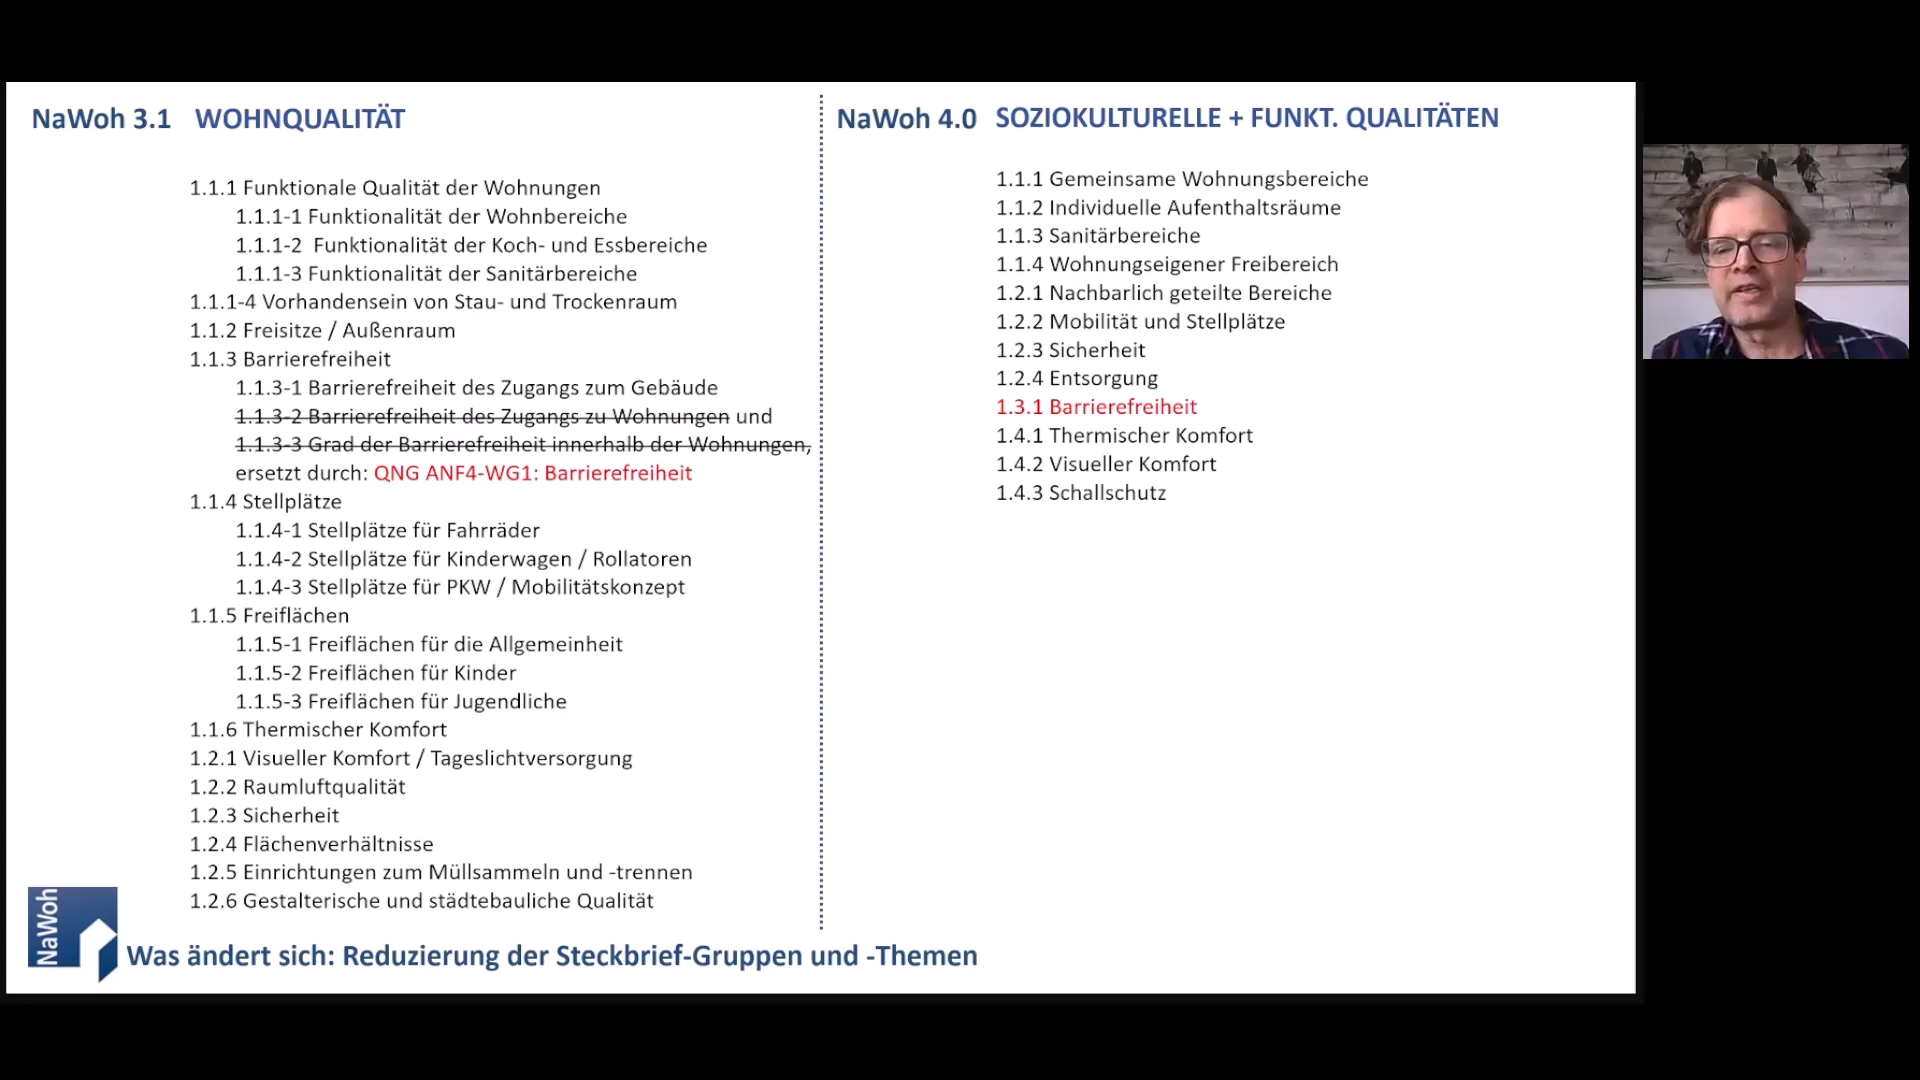 NaWoh 3.1 WOHNQUALITÄT
1.1.1 Funktionale Qualität der Wohnungen
1.1.1-1 Funktionalität der Wohnbereiche
1.1.1-2 Funktionalität der Koch- und Essbereiche
1.1.1-3 Funktionalität der Sanitärbereiche
1.1.1-4 Vorhandensein von Stau- und Trockenraum
1.1.2 Freisitze / Außenraum
1.1.3 Barrierefreiheit
1.1.3-1 Barrierefreiheit des Zugangs zum Gebäude
1.1.3-2 Barrierefreiheit des Zugangs zu Wohnungen und
1.1.3-3 Grad der Barrierefreiheit innerhalb der Wohnungen,
ersetzt durch: QNG ANF4-WG1: Barrierefreiheit
1.1.4 Stellplätze
1.1.4-1 Stellplätze für Fahrräder
1.1.4-2 Stellplätze für Kinderwagen / Rollatoren
1.1.4-3 Stellplätze für PKW / Mobilitätskonzept
1.1.5 Freiflächen
1.1.5-1 Freiflächen für die Allgemeinheit
1.1.5-2 Freiflächen für Kinder
1.1.5-3 Freiflächen für Jugendliche
1.1.6 Thermischer Komfort
1.2.1 Visueller Komfort / Tageslichtversorgung
1.2.2 Raumluftqualität
1.2.3 Sicherheit
1.2.4 Flächenverhältnisse
1.2.5 Einrichtungen zum Müllsammeln und -trennen
1.2.6 Gestalterische und städtebauliche Qualität
NaWoh 4.0 SOZIOKULTURELLE + FUNKT. QUALITÄTEN
1.1.1 Gemeinsame Wohnungsbereiche
1.1.2 Individuelle Aufenthaltsräume
1.1.3 Sanitärbereiche
1.1.4 Wohnungseigener Freibereich
1.2.1 Nachbarlich geteilte Bereiche
1.2.2 Mobilität und Stellplätze
1.2.3 Sicherheit
1.2.4 Entsorgung
1.3.1 Barrierefreiheit
1.4.1 Thermischer Komfort
1.4.2 Visueller Komfort
1.4.3 Schallschutz
NaWoh
Was ändert sich: Reduzierung der Steckbrief-Gruppen und -Themen